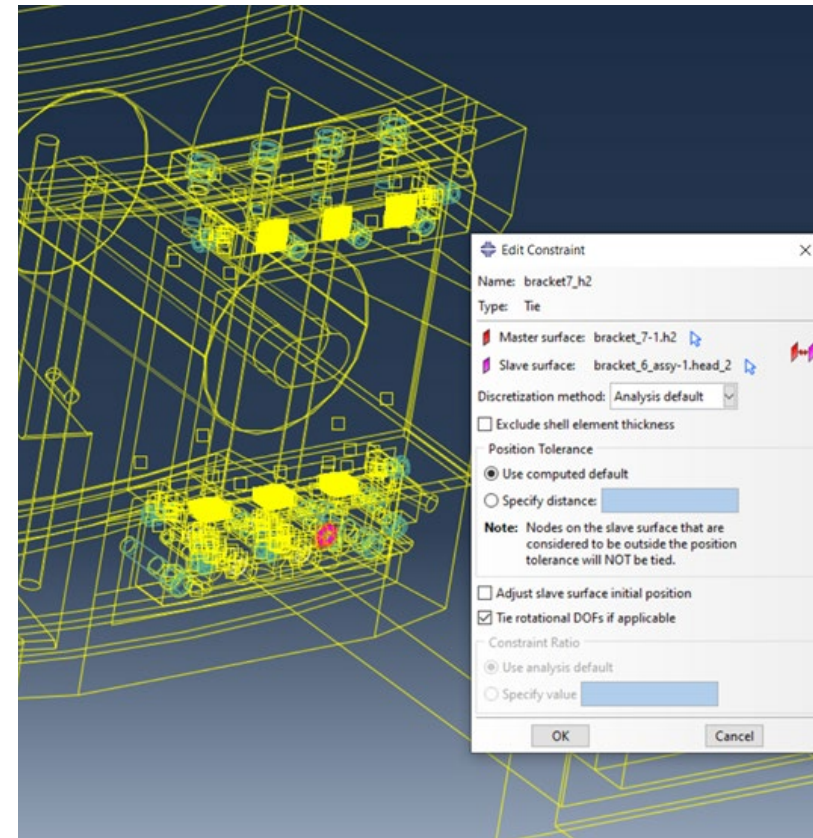 Edit Constraint
Name: bracket7_h2
Type: Tie
Master surface: bracket_7-1.h2
Slave surface: bracket_6_assy-1.head_2
Discretization method: Analysis default
Exclude shell element thickness
Position Tolerance
Use computed default
Specify distance:
Note: Nodes on the slave surface that are
considered to be outside the position
tolerance will NOT be tied.
Adjust slave surface initial position
Tie rotational DOFs if applicable
Constraint Ratio
Use analysis default
Specify value
OK Cancel